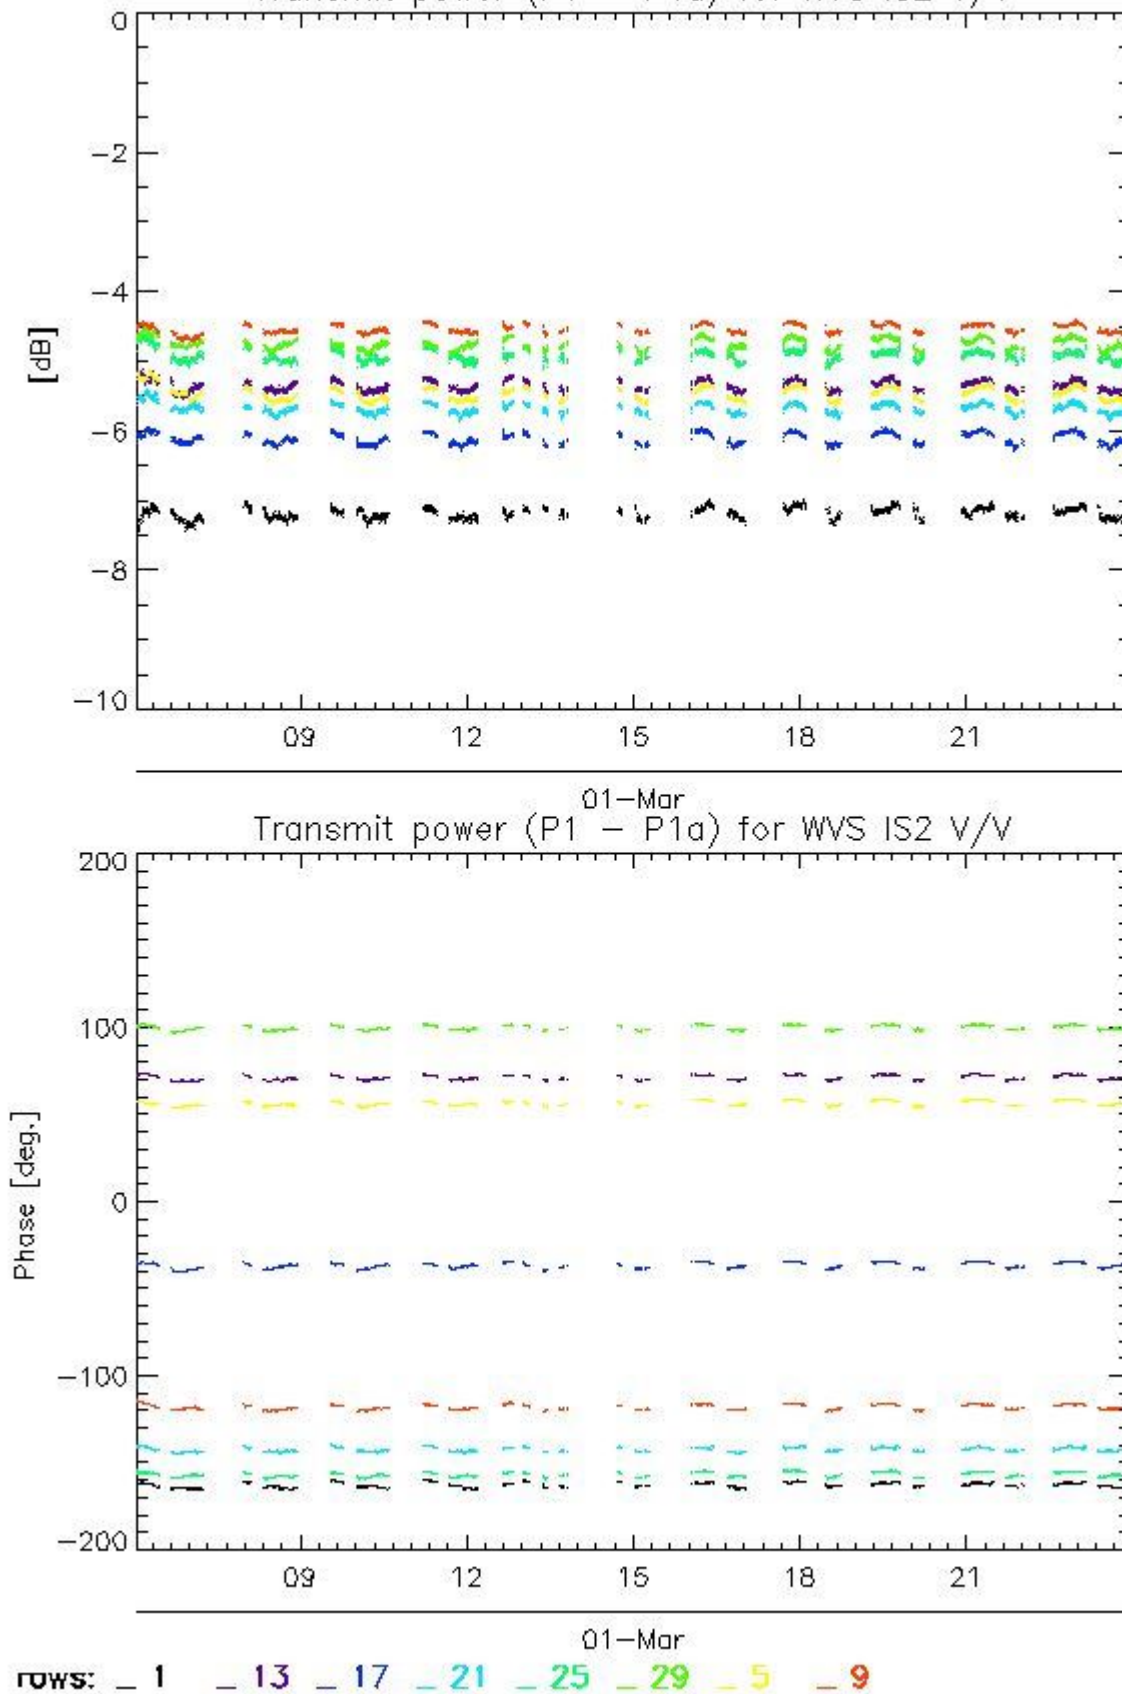 0
−2
−4
[dB]
−6
−8
−10
09 12 15 18 21
01−Mar
Transmit power (P1 − P1a) for WVS IS2 V/V
200
100
Phase [deg.]
0
−100
−200
09 12 15 18 21
01−Mar
rows: _ 1 _ 13 _ 17 _ 21 _ 25 _ 29 _ 5 _ 9